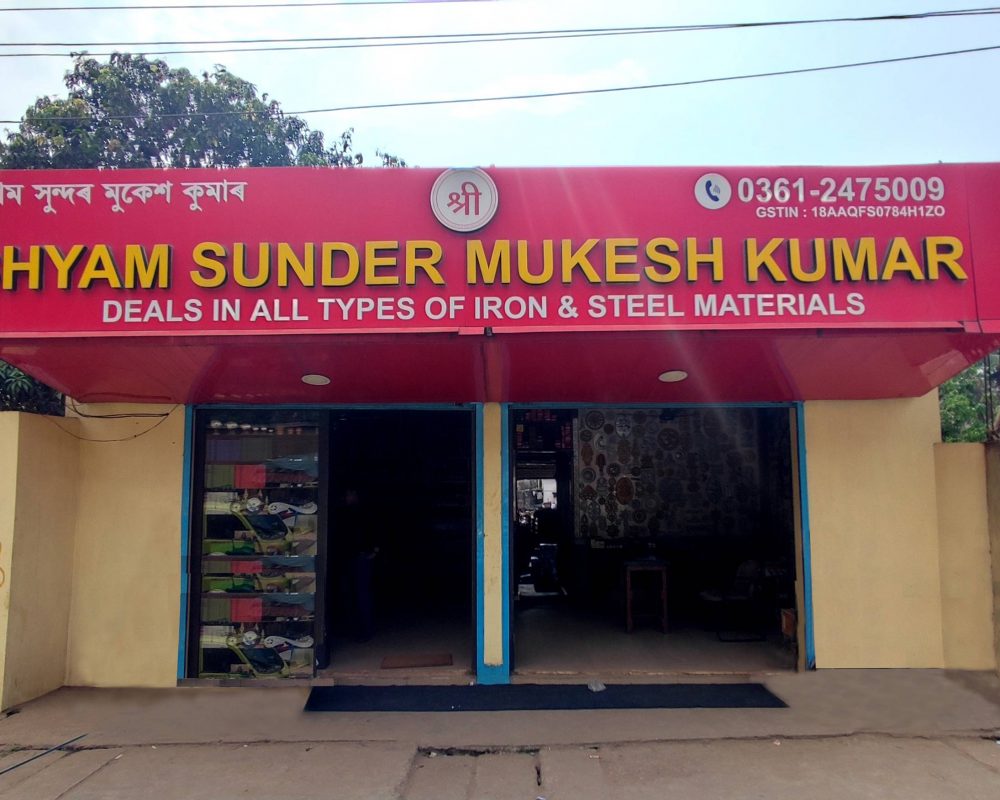 ম সুন্দৰ মুকেশ কুমাৰ
श्री
0361-2475009
GSTIN : 18AAQFS0784H1ZO
HYAM SUNDER MUKESH KUMAR
DEALS IN ALL TYPES OF IRON & STEEL MATERIALS